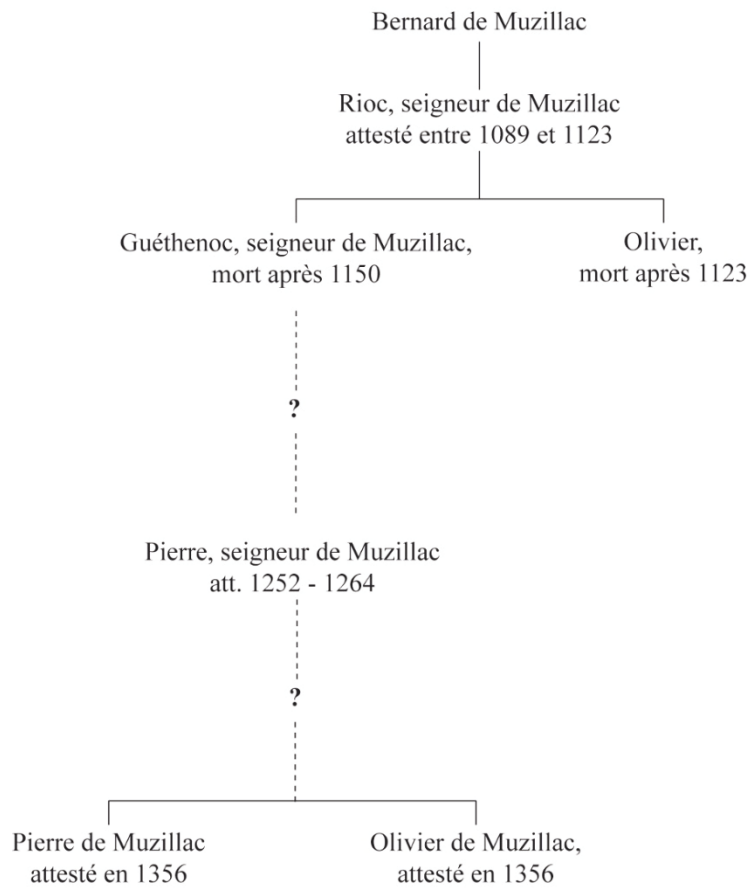 Bernard de Muzillac
Rioc, seigneur de Muzillac
attesté entre 1089 et 1123
Guéthenoc, seigneur de Muzillac,
mort après 1150
Olivier,
mort après 1123
?
Pierre, seigneur de Muzillac
att. 1252 - 1264
?
Pierre de Muzillac
attesté en 1356
Olivier de Muzillac,
attesté en 1356